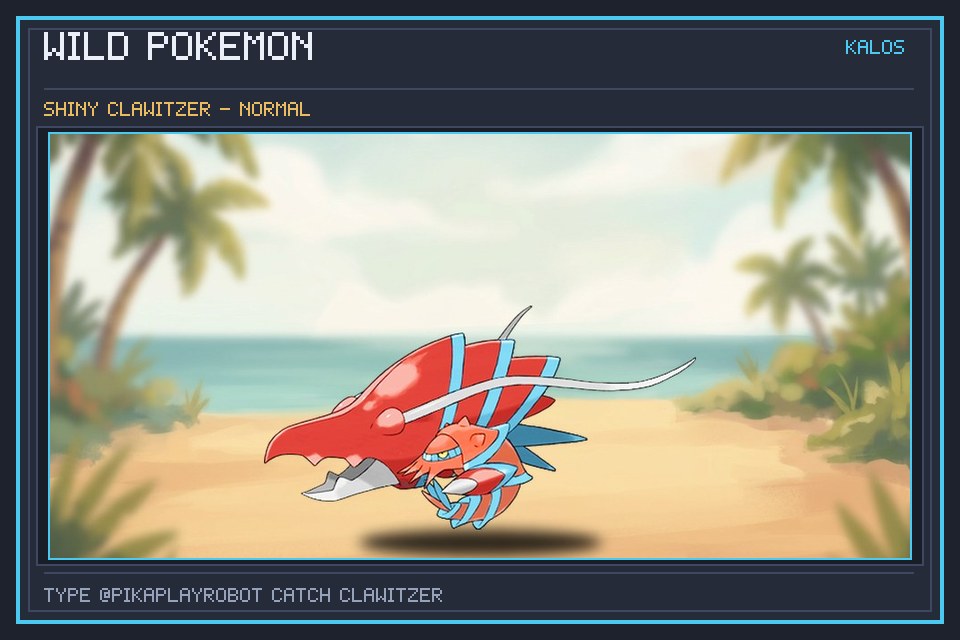 WILD POKEMON
KALOS
SHINY CLAWITZER - NORMAL
TYPE @PIKAPLAYROBOT CATCH CLAWITZER